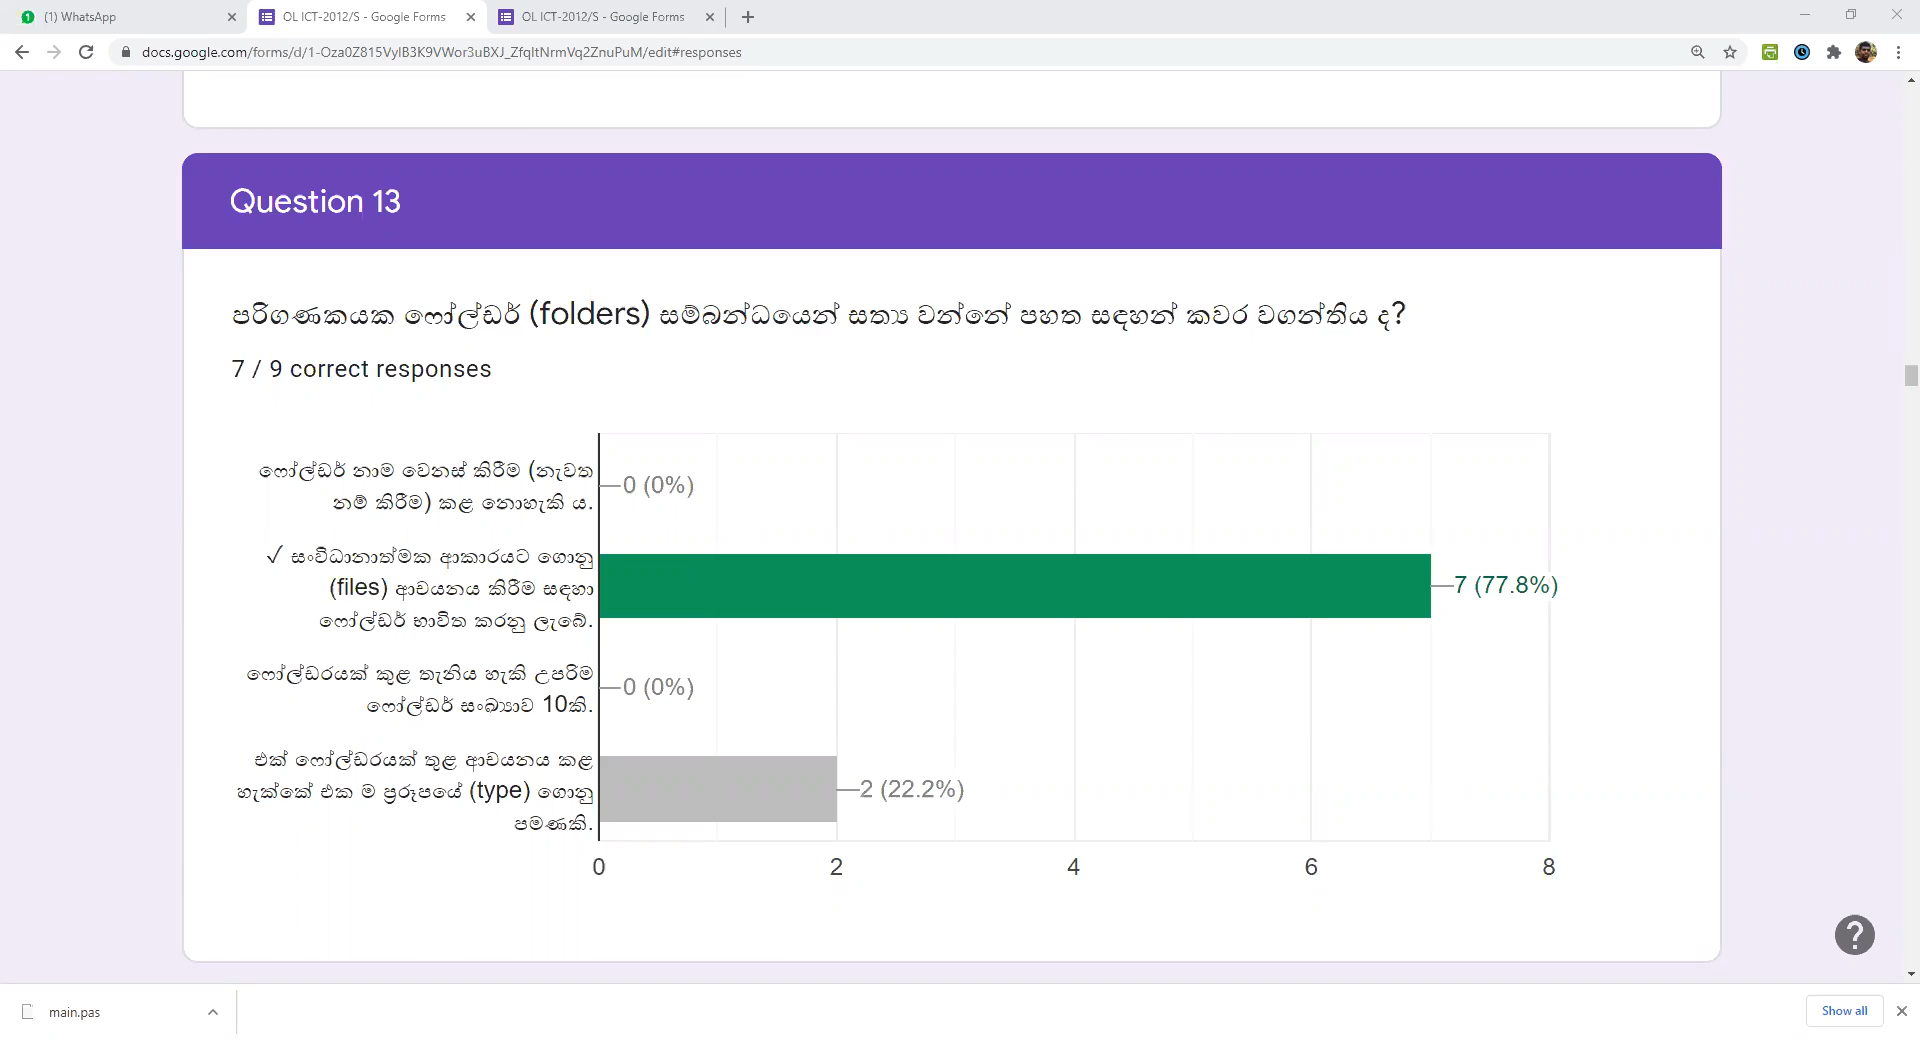 (1) WhatsApp
OL ICT-2012/S - Google Forms
OL ICT-2012/S - Google Forms
docs.google.com/forms/d/1-Oza0Z815VylB3K9VWor3uBXJ_ZfqItNrmVq2ZnuPuM/edit#responses
Question 13
පරිගණකයක ෆෝල්ඩර් (folders) සම්බන්ධයෙන් සත්‍ය වන්නේ පහත සඳහන් කවර වගන්තිය ද?
7 / 9 correct responses
ෆෝල්ඩර් නාම වෙනස් කිරීම (නැවත
නම් කිරීම) කළ නොහැකි ය.
0 (0%)
✓ සංවිධානාත්මක ආකාරයට ගොනු
(files) ආචයනය කිරීම සඳහා
ෆෝල්ඩර් භාවිත කරනු ලැබේ.
7 (77.8%)
ෆෝල්ඩරයක් කුළ තැනිය හැකි උපරිම
ෆෝල්ඩර් සංඛ්‍යාව 10කි.
0 (0%)
එක් ෆෝල්ඩරයක් තුළ ආචයනය කළ
හැක්කේ එක ම ප්‍රරූපයේ (type) ගොනු
පමණකි.
2 (22.2%)
0 2 4 6 8
main.pas
Show all